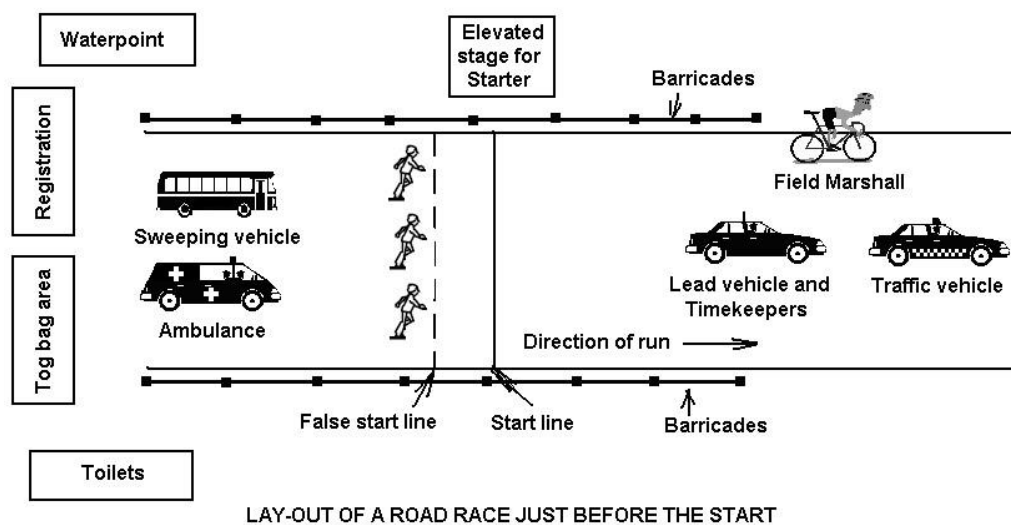 Waterpoint
Elevated
stage for
Starter
Barricades
Registration
Field Marshall
Sweeping vehicle
Lead vehicle and
Timekeepers
Traffic vehicle
Tog bag area
Ambulance
Direction of run
False start line
Start line
Barricades
Toilets
LAY-OUT OF A ROAD RACE JUST BEFORE THE START